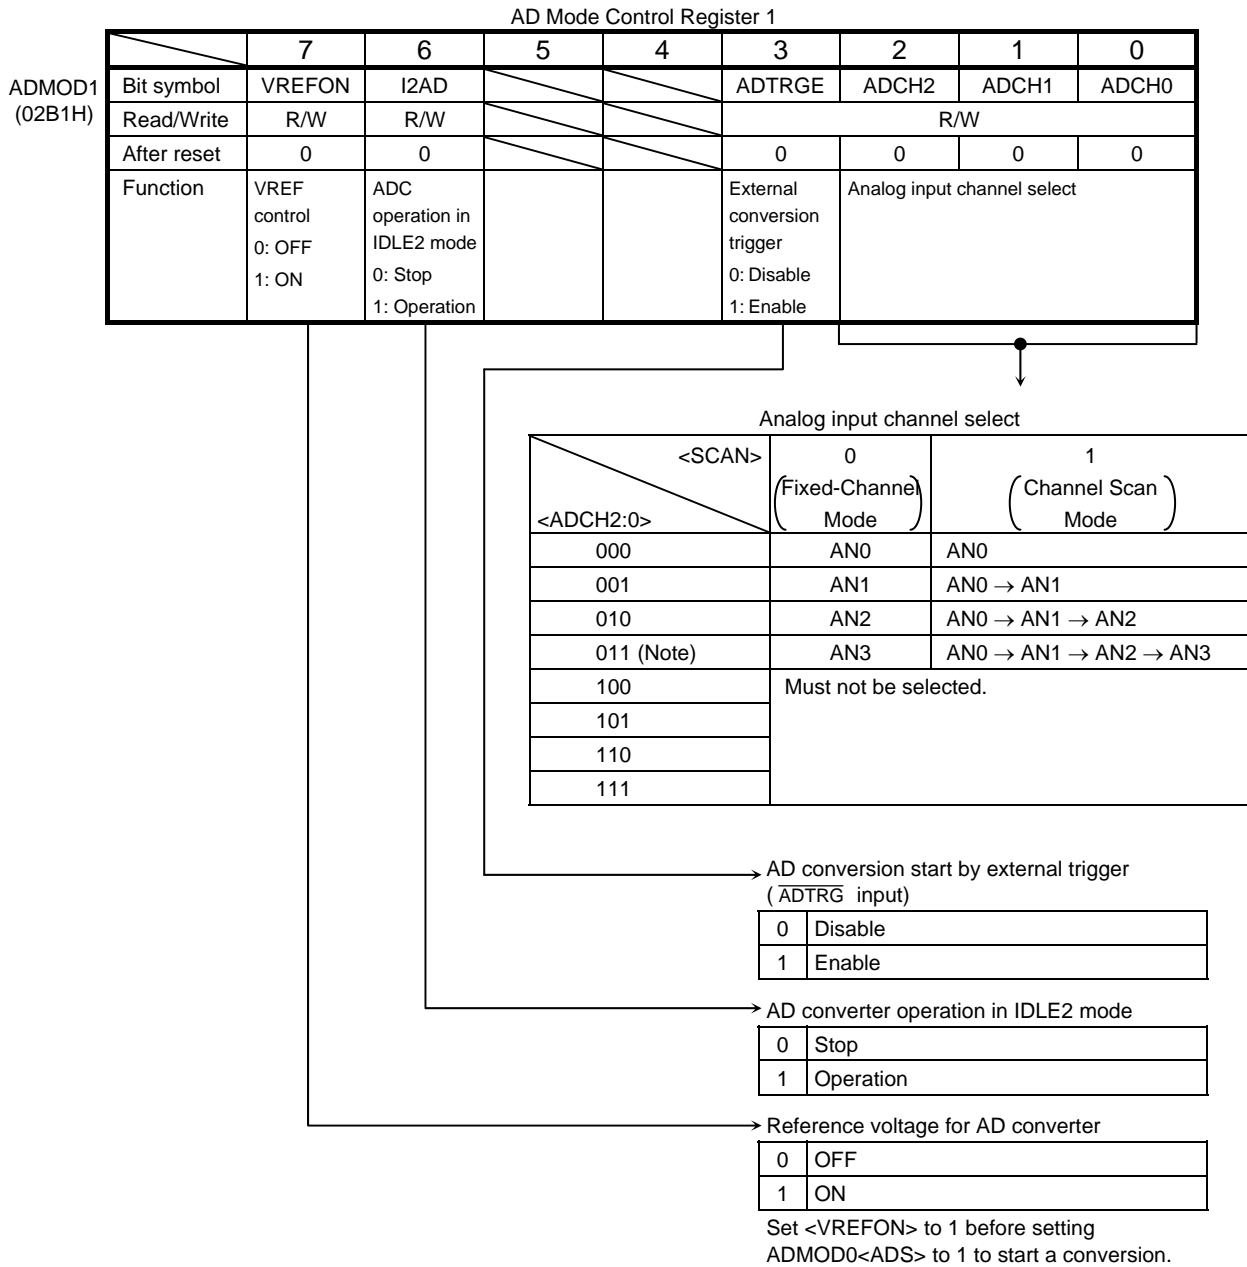 AD Mode Control Register 1
7 6 5 4 3 2 1 0
ADMOD1
(02B1H)
Bit symbol VREFON I2AD ADTRGE ADCH2 ADCH1 ADCH0
Read/Write R/W R/W R/W
After reset 0 0 0 0 0 0
Function VREF ADC External Analog input channel select
control operation in conversion
0: OFF IDLE2 mode trigger
1: ON 0: Stop 0: Disable
1: Operation 1: Enable
Analog input channel select
<SCAN> 0 1
(Fixed-Channel (Channel Scan
<ADCH2:0> Mode) Mode)
000 AN0 AN0
001 AN1 AN0 → AN1
010 AN2 AN0 → AN1 → AN2
011 (Note) AN3 AN0 → AN1 → AN2 → AN3
100 Must not be selected.
101
110
111
AD conversion start by external trigger
( A̅D̅T̅R̅G̅ input)
0 Disable
1 Enable
AD converter operation in IDLE2 mode
0 Stop
1 Operation
Reference voltage for AD converter
0 OFF
1 ON
Set <VREFON> to 1 before setting
ADMOD0<ADS> to 1 to start a conversion.